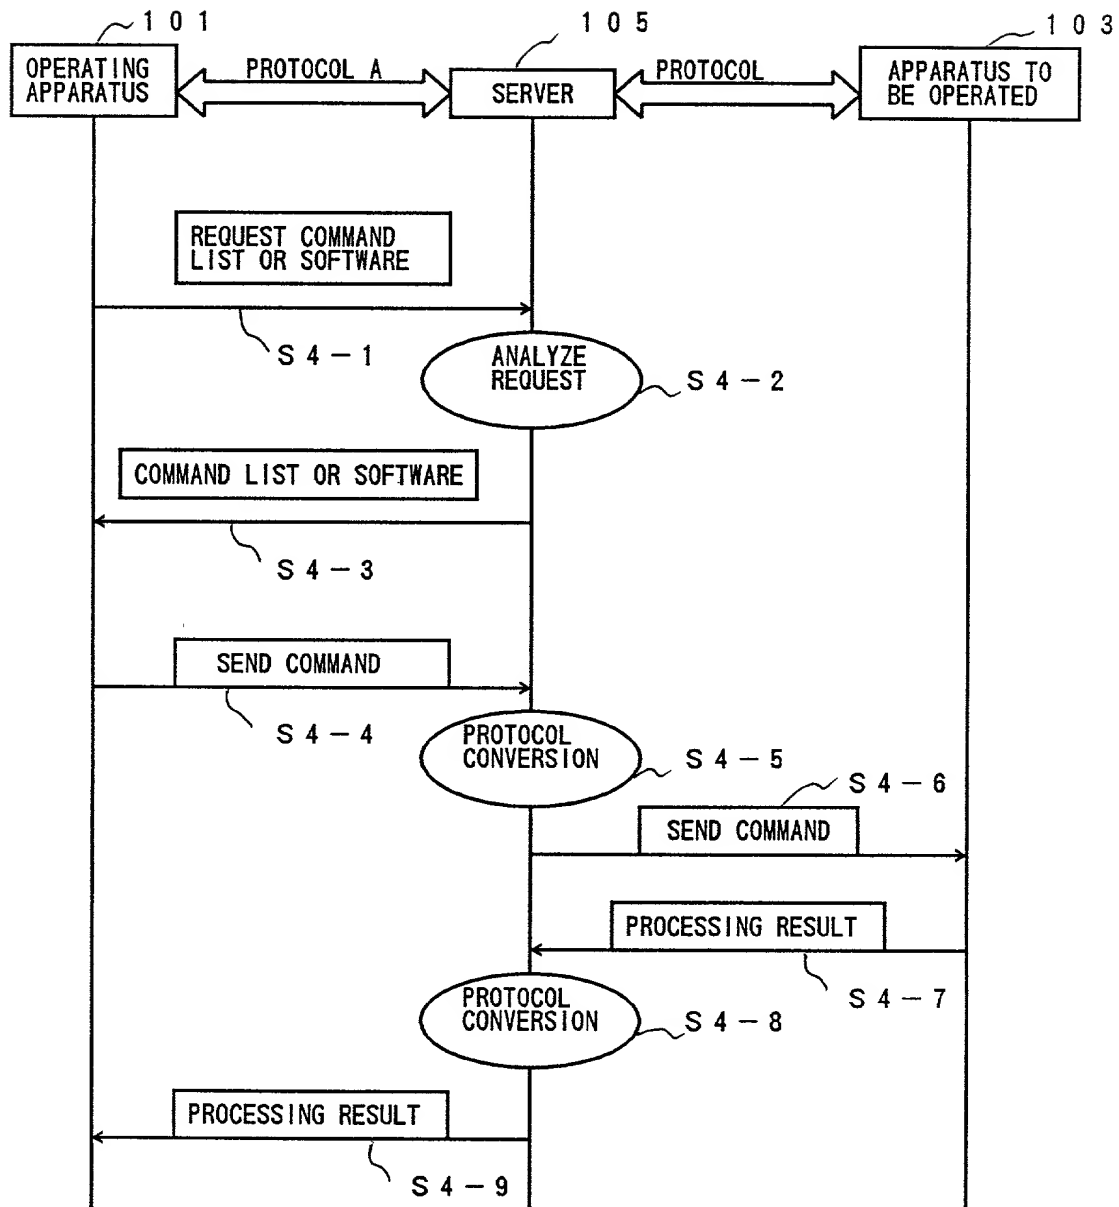 101
105
103
OPERATING
APPARATUS
PROTOCOL A
SERVER
PROTOCOL
APPARATUS TO
BE OPERATED
REQUEST COMMAND
LIST OR SOFTWARE
S4-1
ANALYZE
REQUEST
S4-2
COMMAND LIST OR SOFTWARE
S4-3
SEND COMMAND
S4-4
PROTOCOL
CONVERSION
S4-5
S4-6
SEND COMMAND
PROCESSING RESULT
S4-7
PROTOCOL
CONVERSION
S4-8
PROCESSING RESULT
S4-9